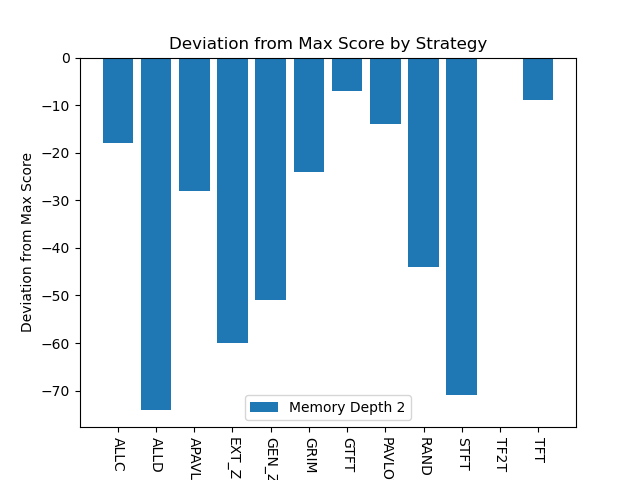 Deviation from Max Score by Strategy
Deviation from Max Score
0
−10
−20
−30
−40
−50
−60
−70
Memory Depth 2
ALLC
ALLD
APAVL
EXT_Z
GEN_Z
GRIM
GTFT
PAVLO
RAND
STFT
TF2T
TFT